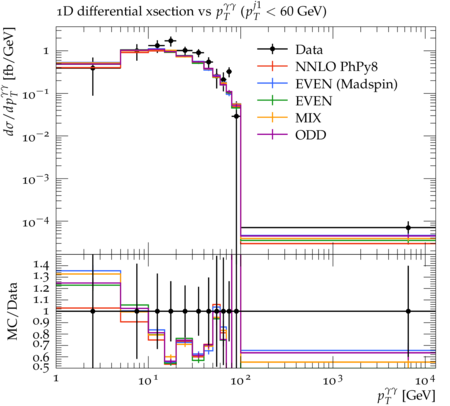 1D differential xsection vs p_T^{γγ} (p_T^{j1} < 60 GeV)
dσ/dp_T^{γγ} [fb/GeV]
1
10^{−1}
10^{−2}
10^{−3}
10^{−4}
Data
NNLO PhPy8
EVEN (Madspin)
EVEN
MIX
ODD
MC/Data
1.4
1.3
1.2
1.1
1
0.9
0.8
0.7
0.6
0.5
1
10^1
10^2
10^3
10^4
p_T^{γγ} [GeV]